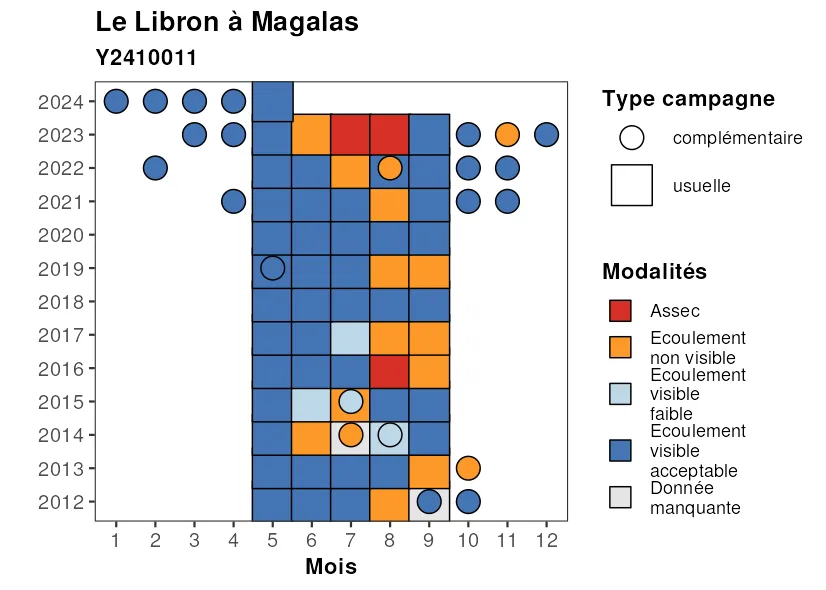 Le Libron à Magalas
Y2410011
2024
2023
2022
2021
2020
2019
2018
2017
2016
2015
2014
2013
2012
1 2 3 4 5 6 7 8 9 10 11 12
Mois
Type campagne
complémentaire
usuelle
Modalités
Assec
Ecoulement
non visible
Ecoulement
visible
faible
Ecoulement
visible
acceptable
Donnée
manquante